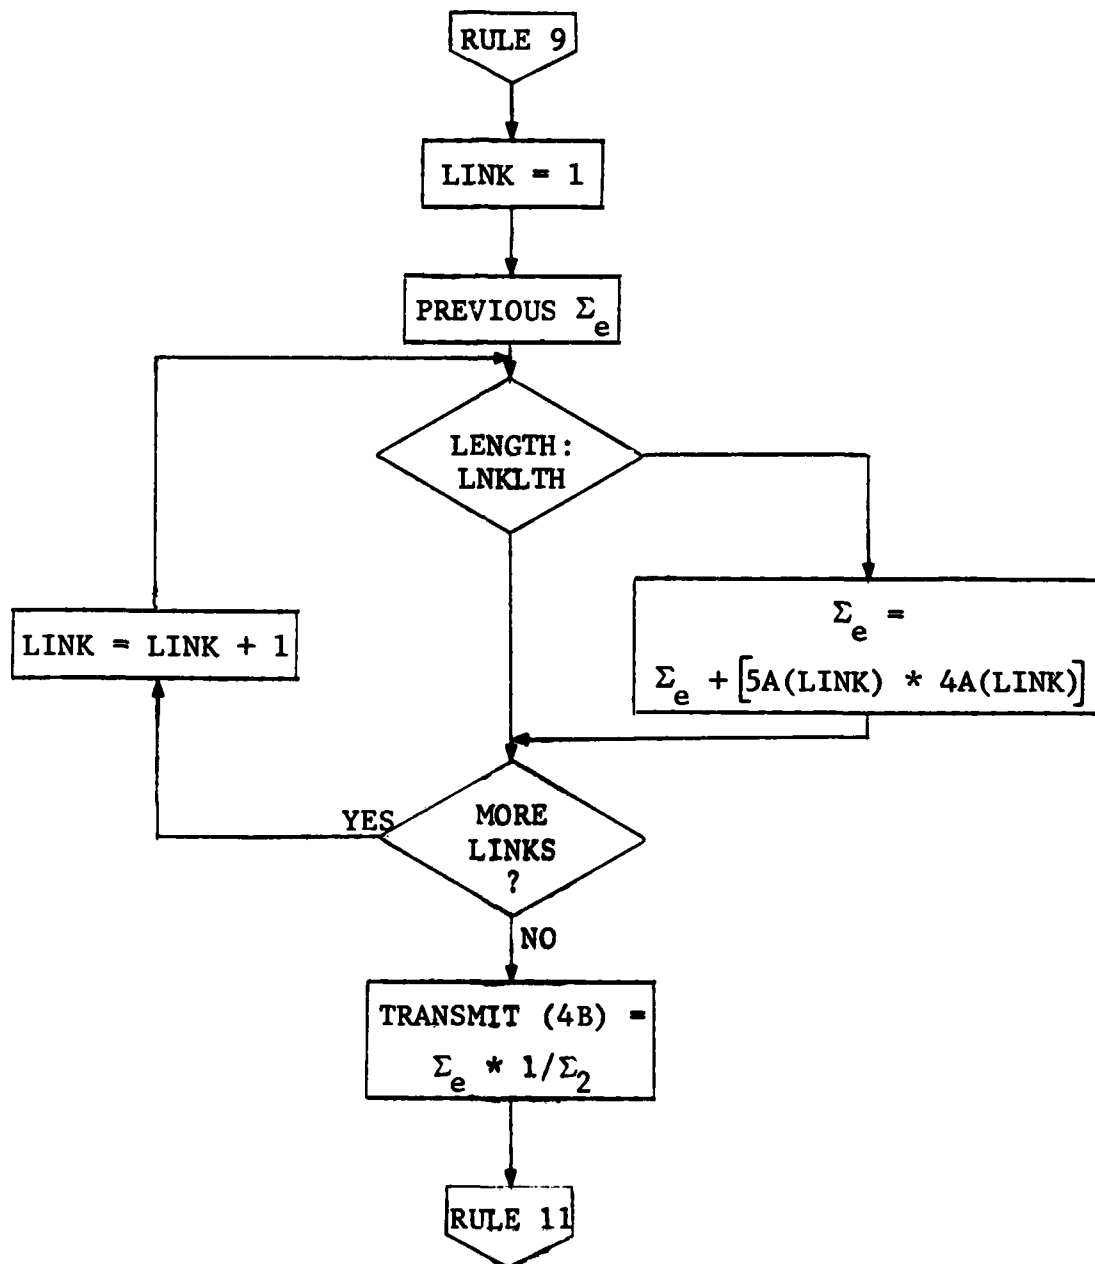 RULE 9
LINK = 1
PREVIOUS Σe
LENGTH:
LNKLTH
Σe =
Σe + [5A(LINK) * 4A(LINK)]
LINK = LINK + 1
YES
MORE
LINKS
?
NO
TRANSMIT (4B) =
Σe * 1/Σ2
RULE 11